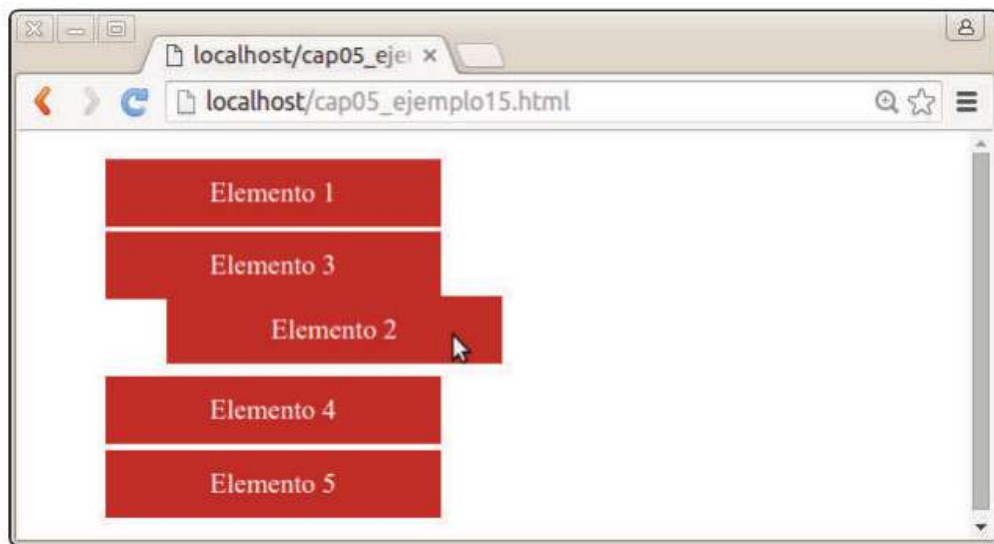 localhost/cap05_eje
localhost/cap05_ejemplo15.html
Elemento 1
Elemento 3
Elemento 2
Elemento 4
Elemento 5